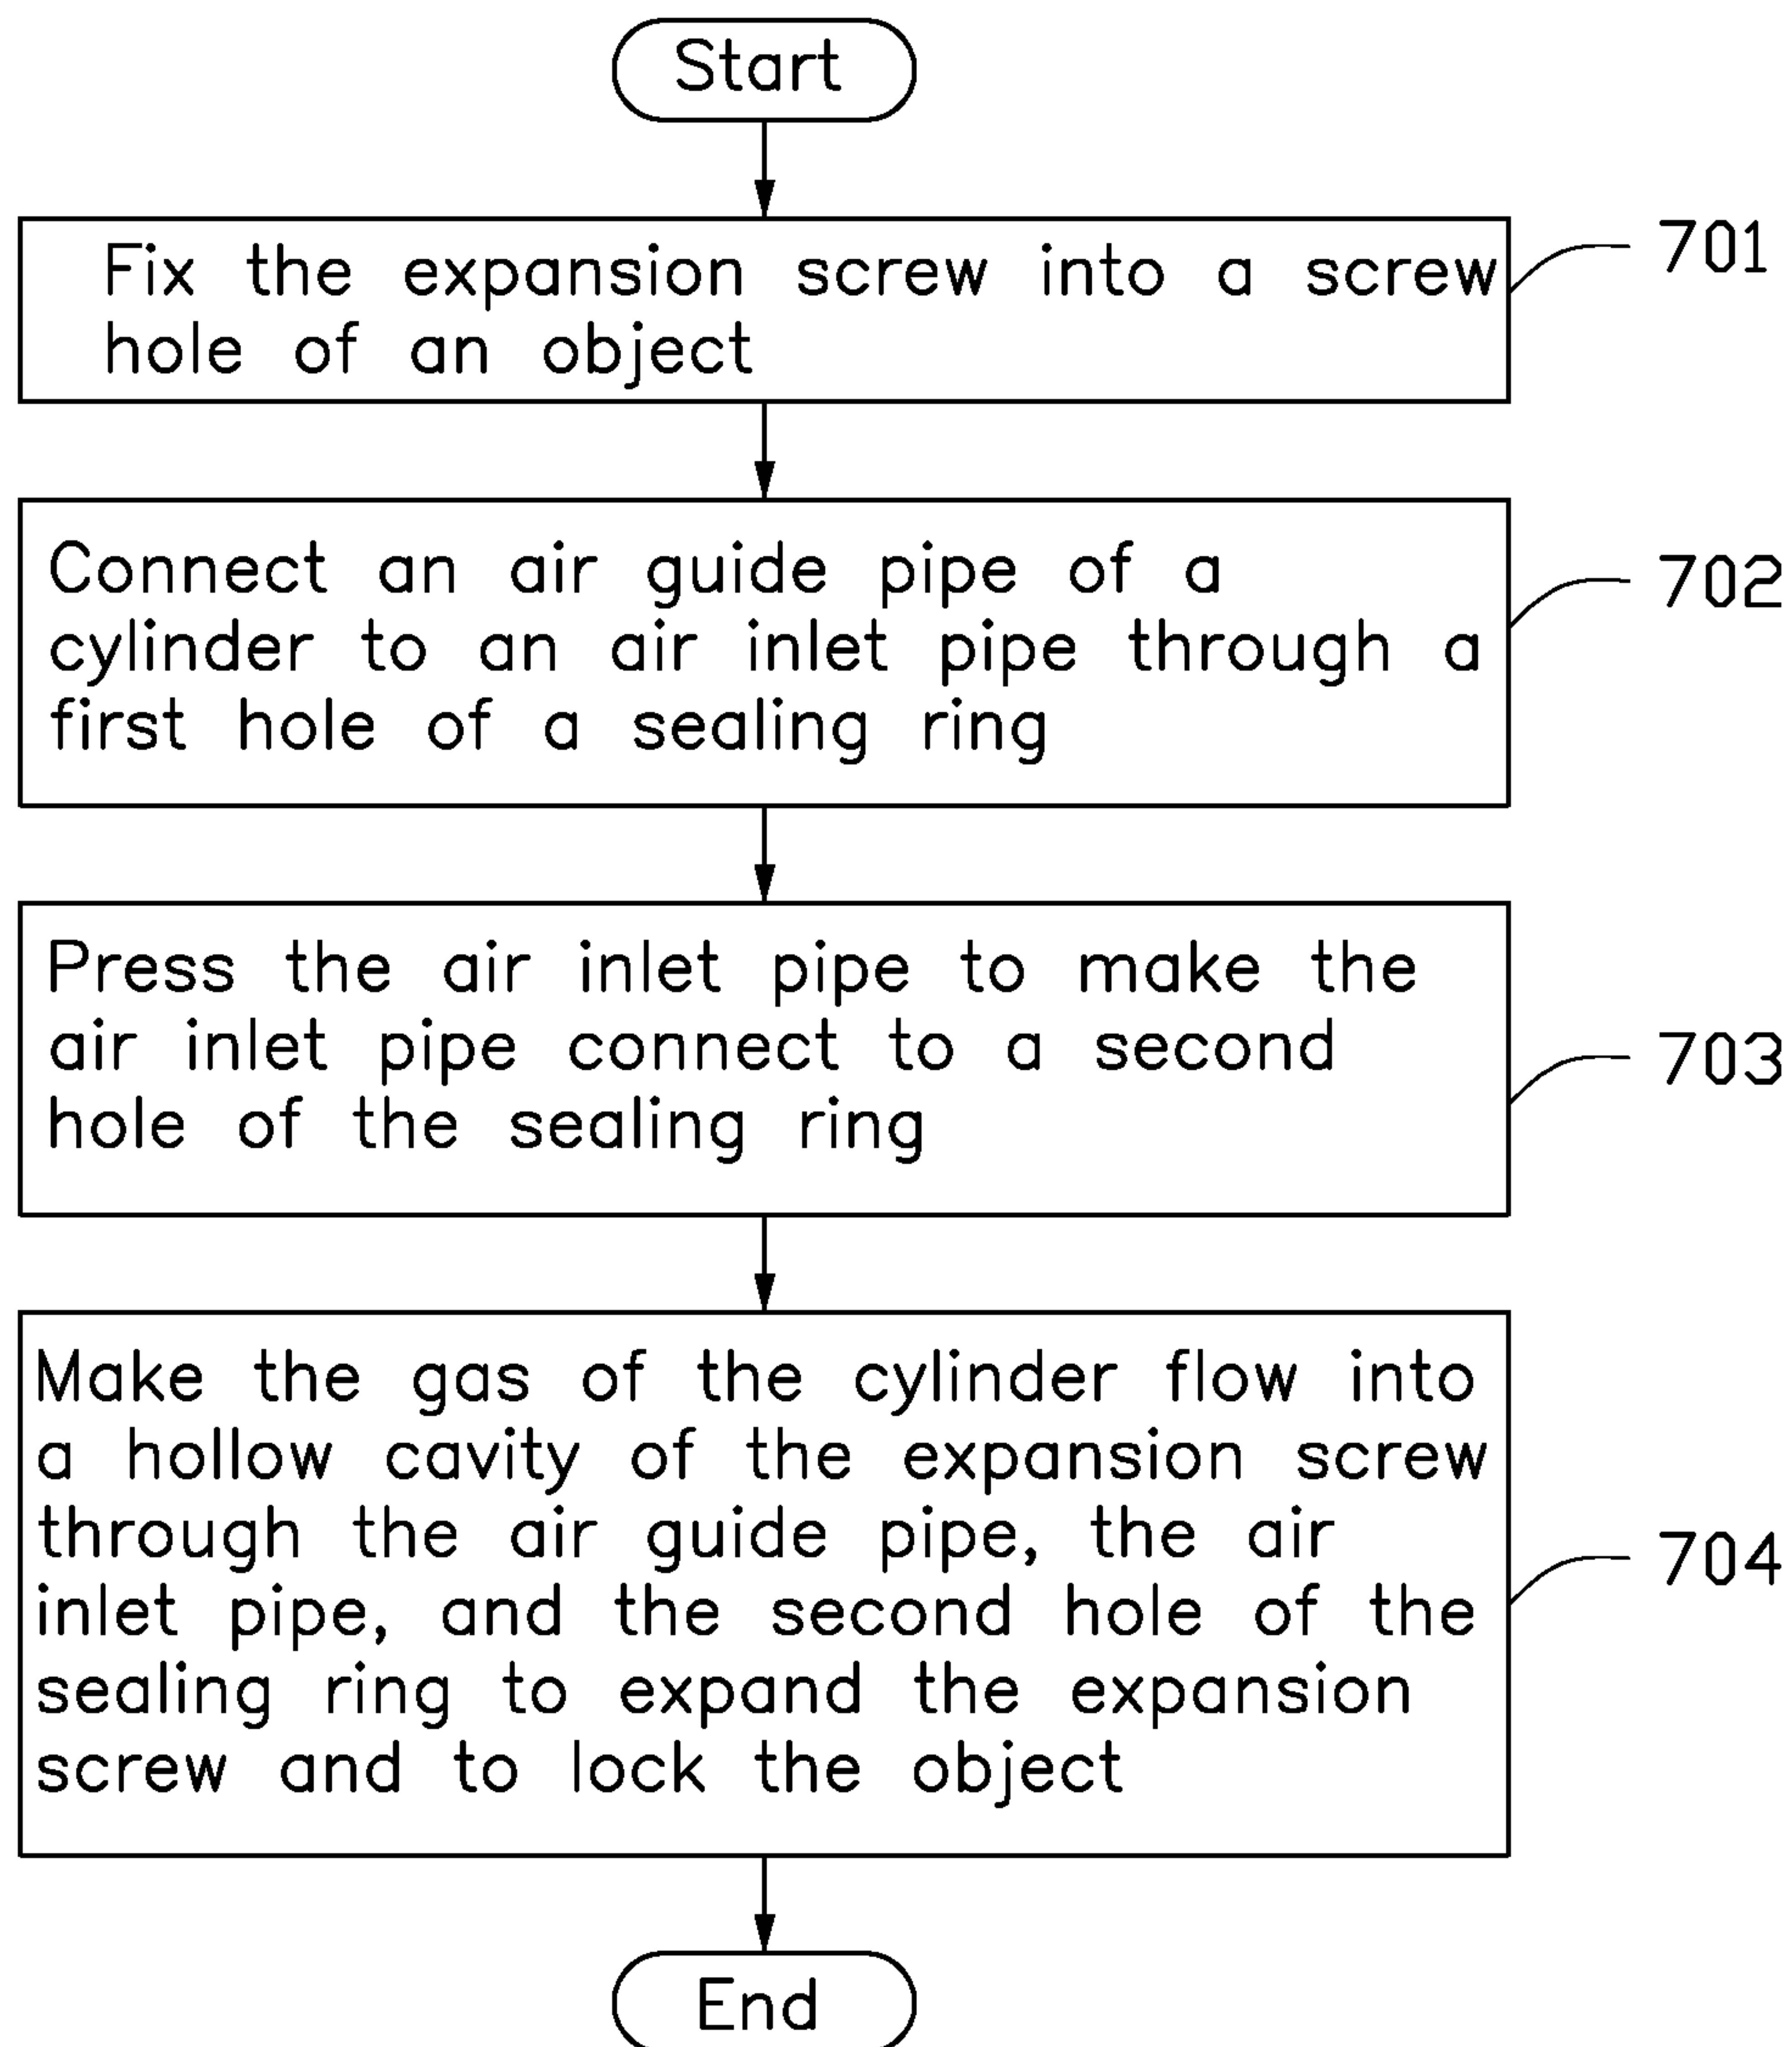 Start
Fix the expansion screw into a screw
hole of an object
701
Connect an air guide pipe of a
cylinder to an air inlet pipe through a
first hole of a sealing ring
702
Press the air inlet pipe to make the
air inlet pipe connect to a second
hole of the sealing ring
703
Make the gas of the cylinder flow into
a hollow cavity of the expansion screw
through the air guide pipe, the air
inlet pipe, and the second hole of the
sealing ring to expand the expansion
screw and to lock the object
704
End